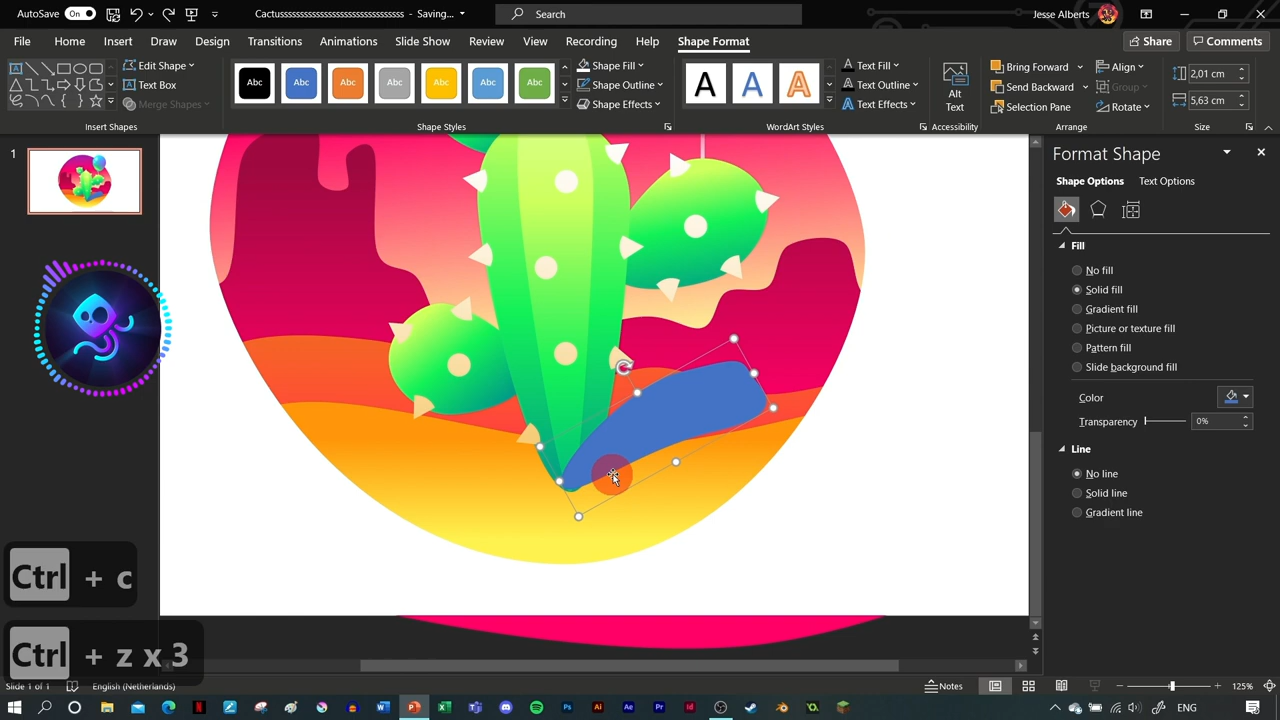 AutoSave On Cactusssssssssssssssssssssssssssss - Saving... Search Jesse Alberts
File Home Insert Draw Design Transitions Animations Slide Show Review View Recording Help Shape Format Share Comments
Edit Shape
Text Box
Merge Shapes
Insert Shapes
Abc Abc Abc Abc Abc Abc Abc
Shape Fill
Shape Outline
Shape Effects
Shape Styles
A A A
Text Fill
Text Outline
Text Effects
WordArt Styles
Alt
Text
Accessibility
Bring Forward
Send Backward
Selection Pane
Align
Group
Rotate
Arrange
2,01 cm
5,63 cm
Size
1
Format Shape
Shape Options Text Options
Fill
No fill
Solid fill
Gradient fill
Picture or texture fill
Pattern fill
Slide background fill
Color
Transparency 0%
Line
No line
Solid line
Gradient line
Ctrl + c
Ctrl + z x 3
Slide 1 of 1 English (Netherlands) Notes 125%
ENG